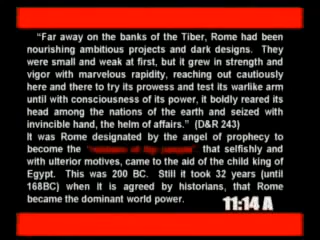 "Far away on the banks of the Tiber, Rome had been
nourishing ambitious projects and dark designs. They
were small and weak at first, but it grew in strength and
vigor with marvelous rapidity, reaching out cautiously
here and there to try its prowess and test its warlike arm
until with consciousness of its power, it boldly reared its
head among the nations of the earth and seized with
invincible hand, the helm of affairs." (D&R 243)
It was Rome designated by the angel of prophecy to
become the that selfishly and
with ulterior motives, came to the aid of the child king of
Egypt. This was 200 BC. Still it took 32 years (until
168BC) when it is agreed by historians, that Rome
became the dominant world power.
11:14 A